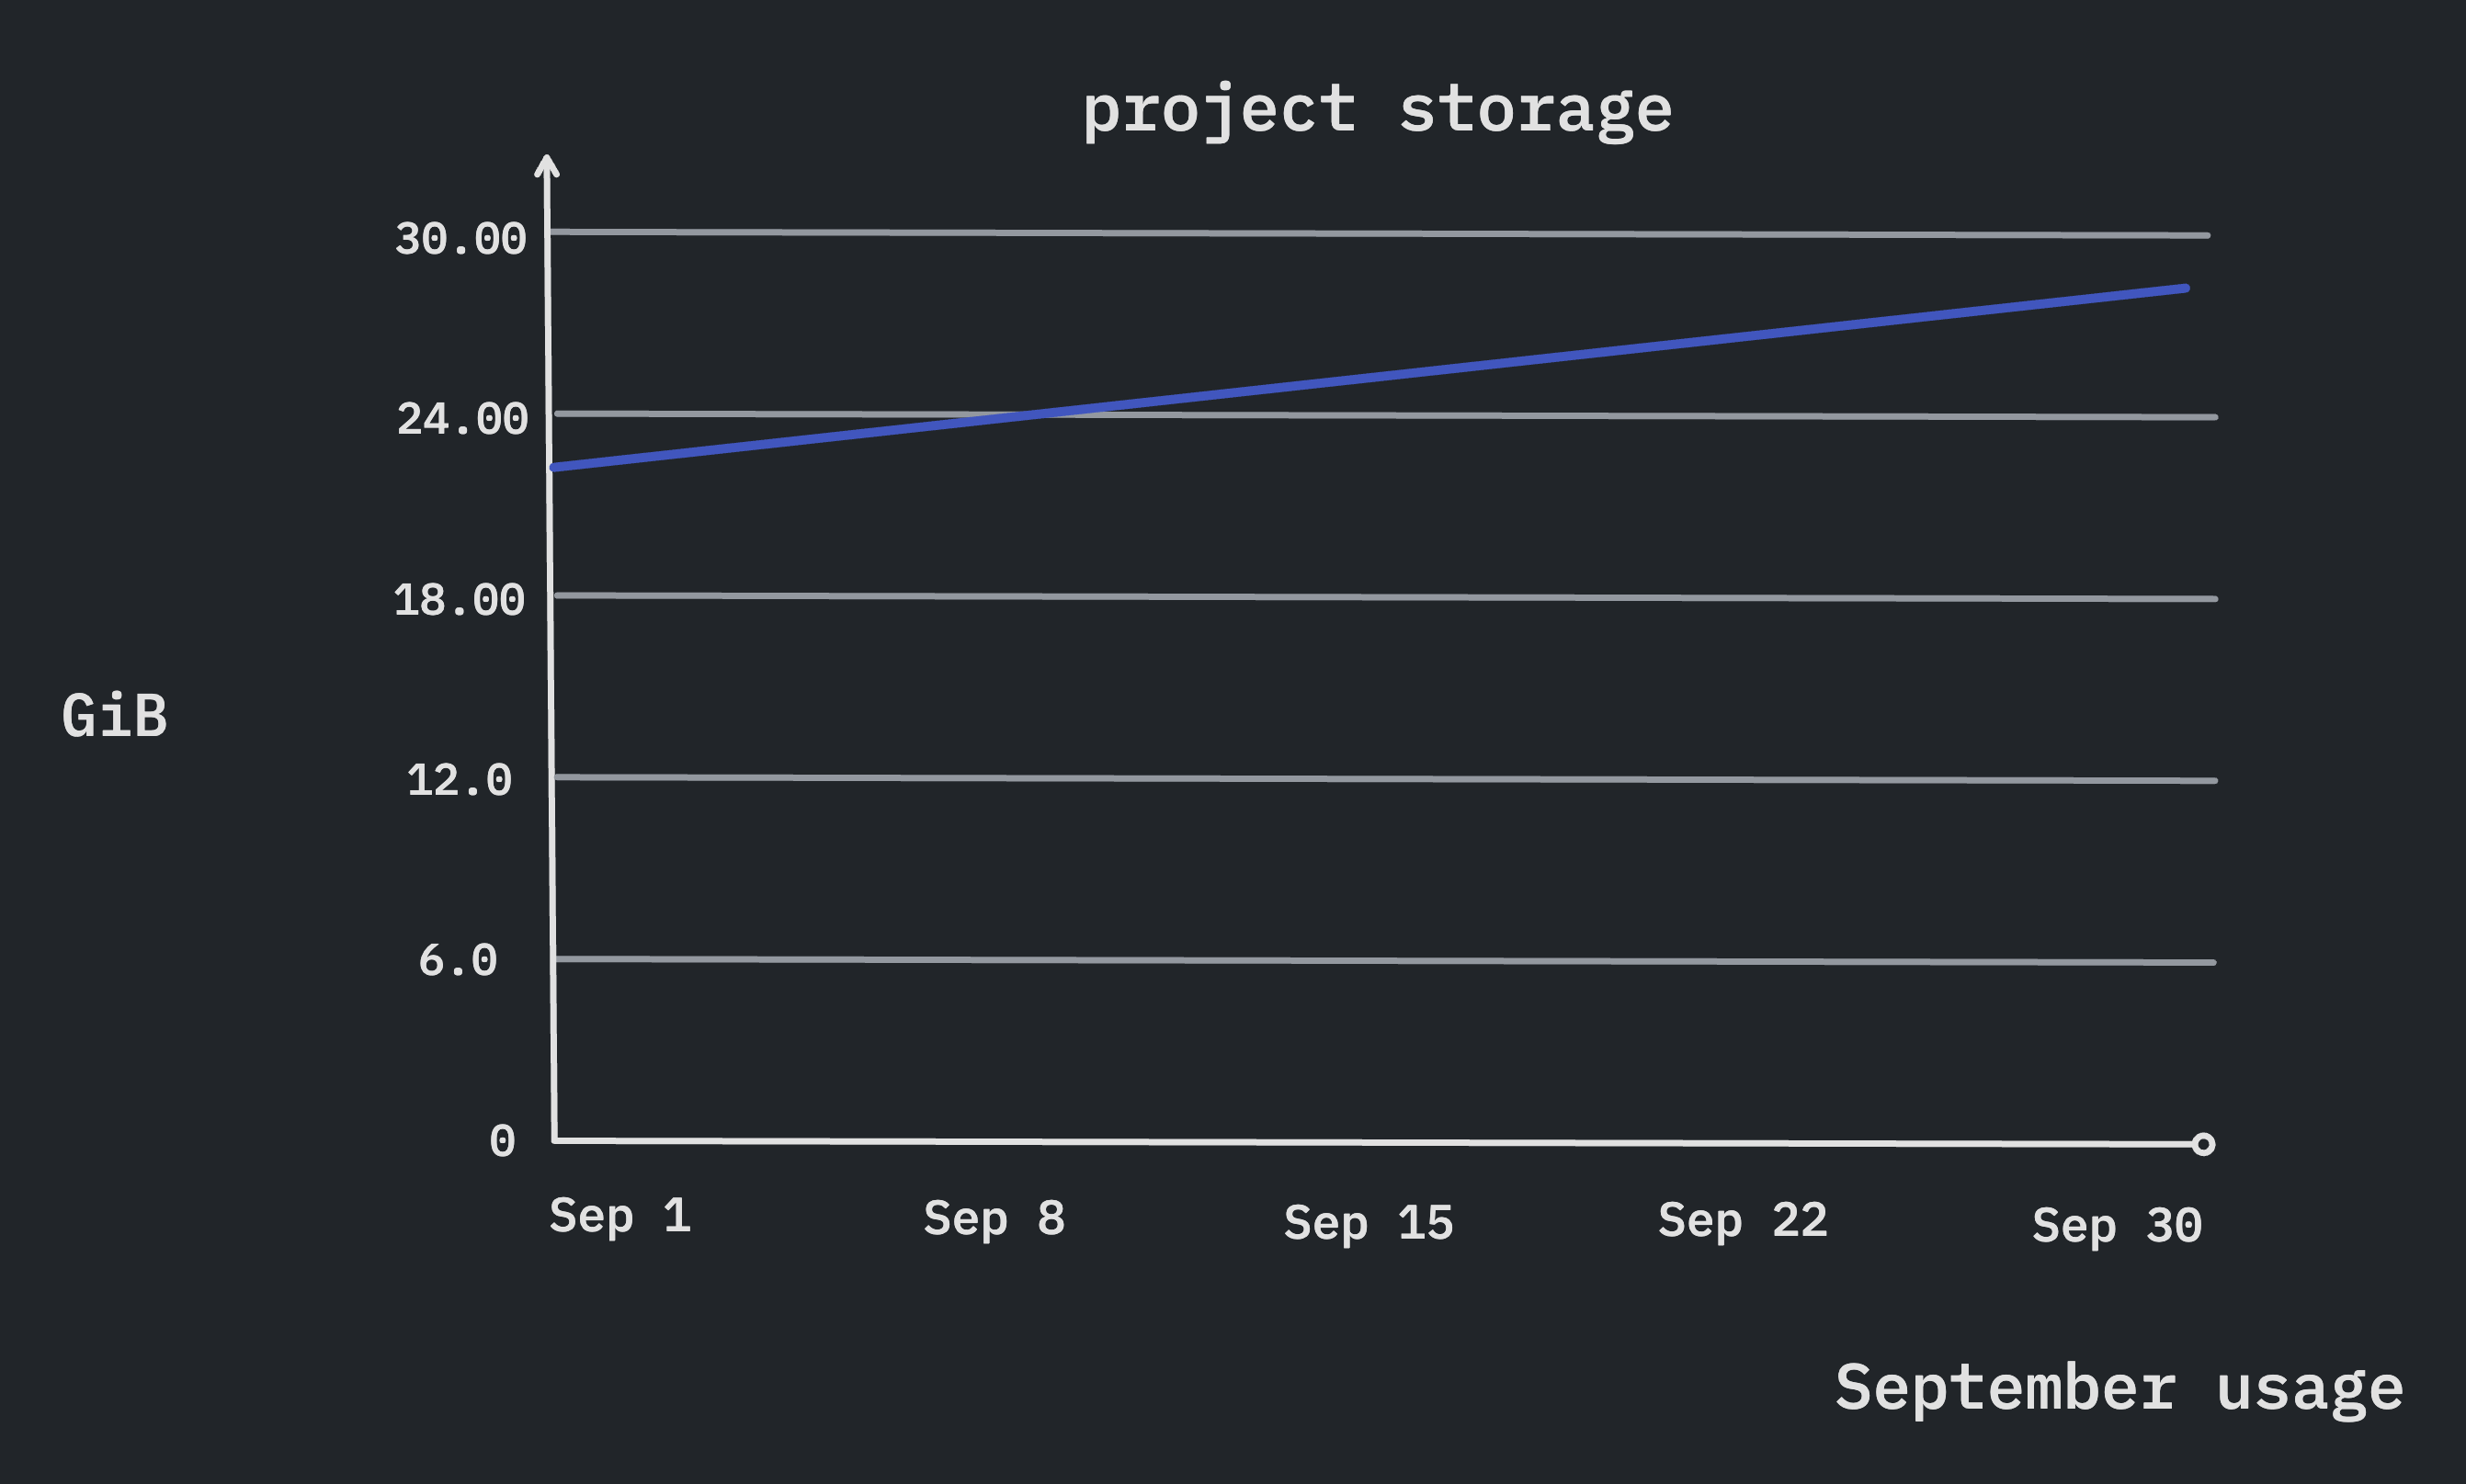 project storage
30.00
24.00
18.00
GiB
12.0
6.0
0
Sep 1
Sep 8
Sep 15
Sep 22
Sep 30
September usage